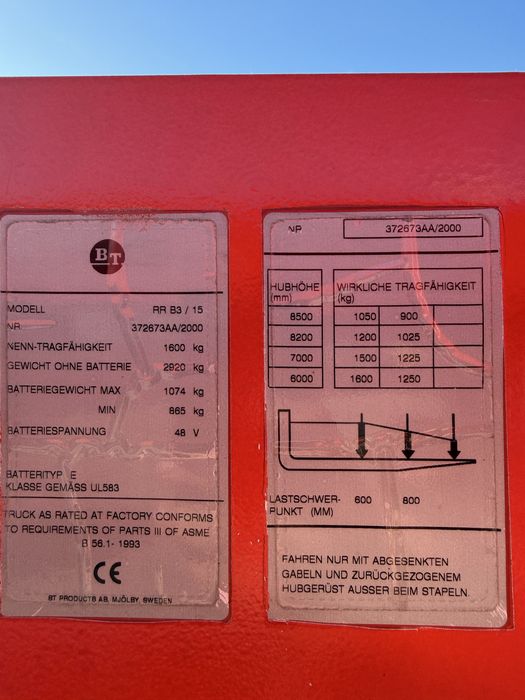 BT
MODELL RR B3 / 15
NR. 372673AA/2000
NENN-TRAGFÄHIGKEIT 1600 kg
GEWICHT OHNE BATTERIE 2920 kg
BATTERIEGEWICHT MAX 1074 kg
MIN 865 kg
BATTERIESPANNUNG 48 V
BATTERITYP E
KLASSE GEMÄSS UL583
TRUCK AS RATED AT FACTORY CONFORMS
TO REQUIREMENTS OF PARTS III OF ASME
B 56.1- 1993
CE
BT PRODUCTS AB, MJÖLBY, SWEDEN
NR 372673AA/2000
HUBHÖHE WIRKLICHE TRAGFÄHIGKEIT
(mm) (kg)
8500 1050 900
8200 1200 1025
7000 1500 1225
6000 1600 1250
LASTSCHWER- 600 800
PUNKT (MM)
FAHREN NUR MIT ABGESENKTEN
GABELN UND ZURÜCKGEZOGENEM
HUBGERÜST AUSSER BEIM STAPELN.